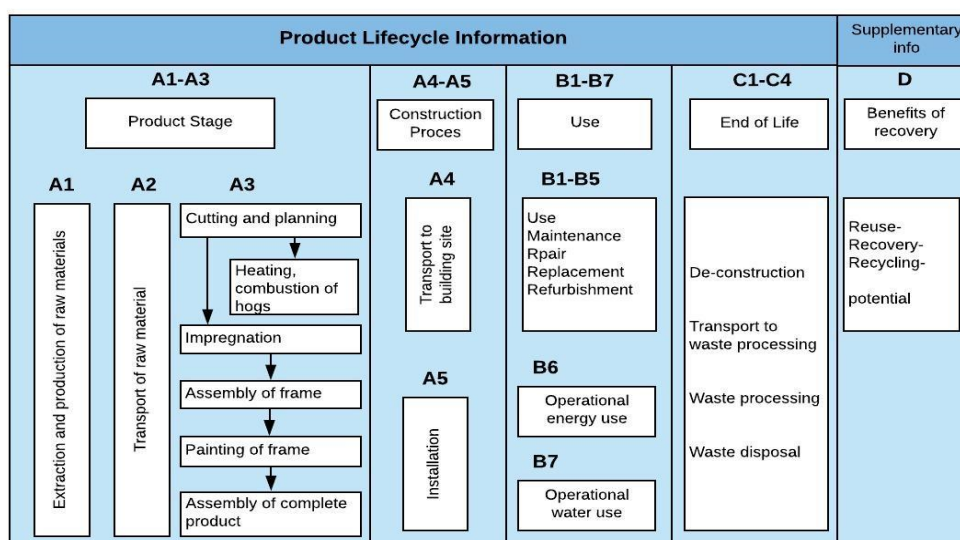 Product Lifecycle Information
Supplementary
info
A1-A3
A4-A5
B1-B7
C1-C4
D
Product Stage
Construction
Proces
Use
End of Life
Benefits of
recovery
A1
A2
A3
Extraction and production of raw materials
Transport of raw material
Cutting and planning
Heating,
combustion of
hogs
Impregnation
Assembly of frame
Painting of frame
Assembly of complete
product
A4
Transport to
building site
A5
Installation
B1-B5
Use
Maintenance
Rpair
Replacement
Refurbishment
B6
Operational
energy use
B7
Operational
water use
De-construction
Transport to
waste processing
Waste processing
Waste disposal
Reuse-
Recovery-
Recycling-
potential